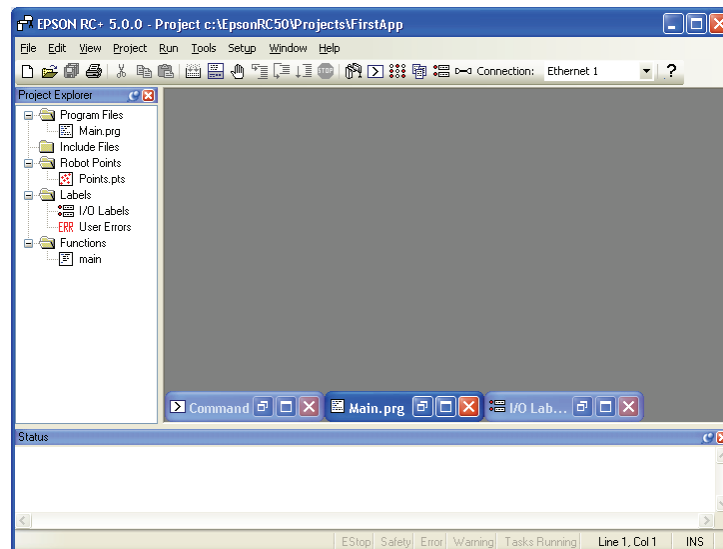 EPSON RC+ 5.0.0 - Project c:\EpsonRC50\Projects\FirstApp
File Edit View Project Run Tools Setup Window Help
STOP Connection: Ethernet 1 ?
Project Explorer
Program Files
Main.prg
Include Files
Robot Points
Points.pts
Labels
I/O Labels
ERR User Errors
Functions
main
Command Main.prg I/O Lab...
Status
EStop Safety Error Warning Tasks Running Line 1, Col 1 INS